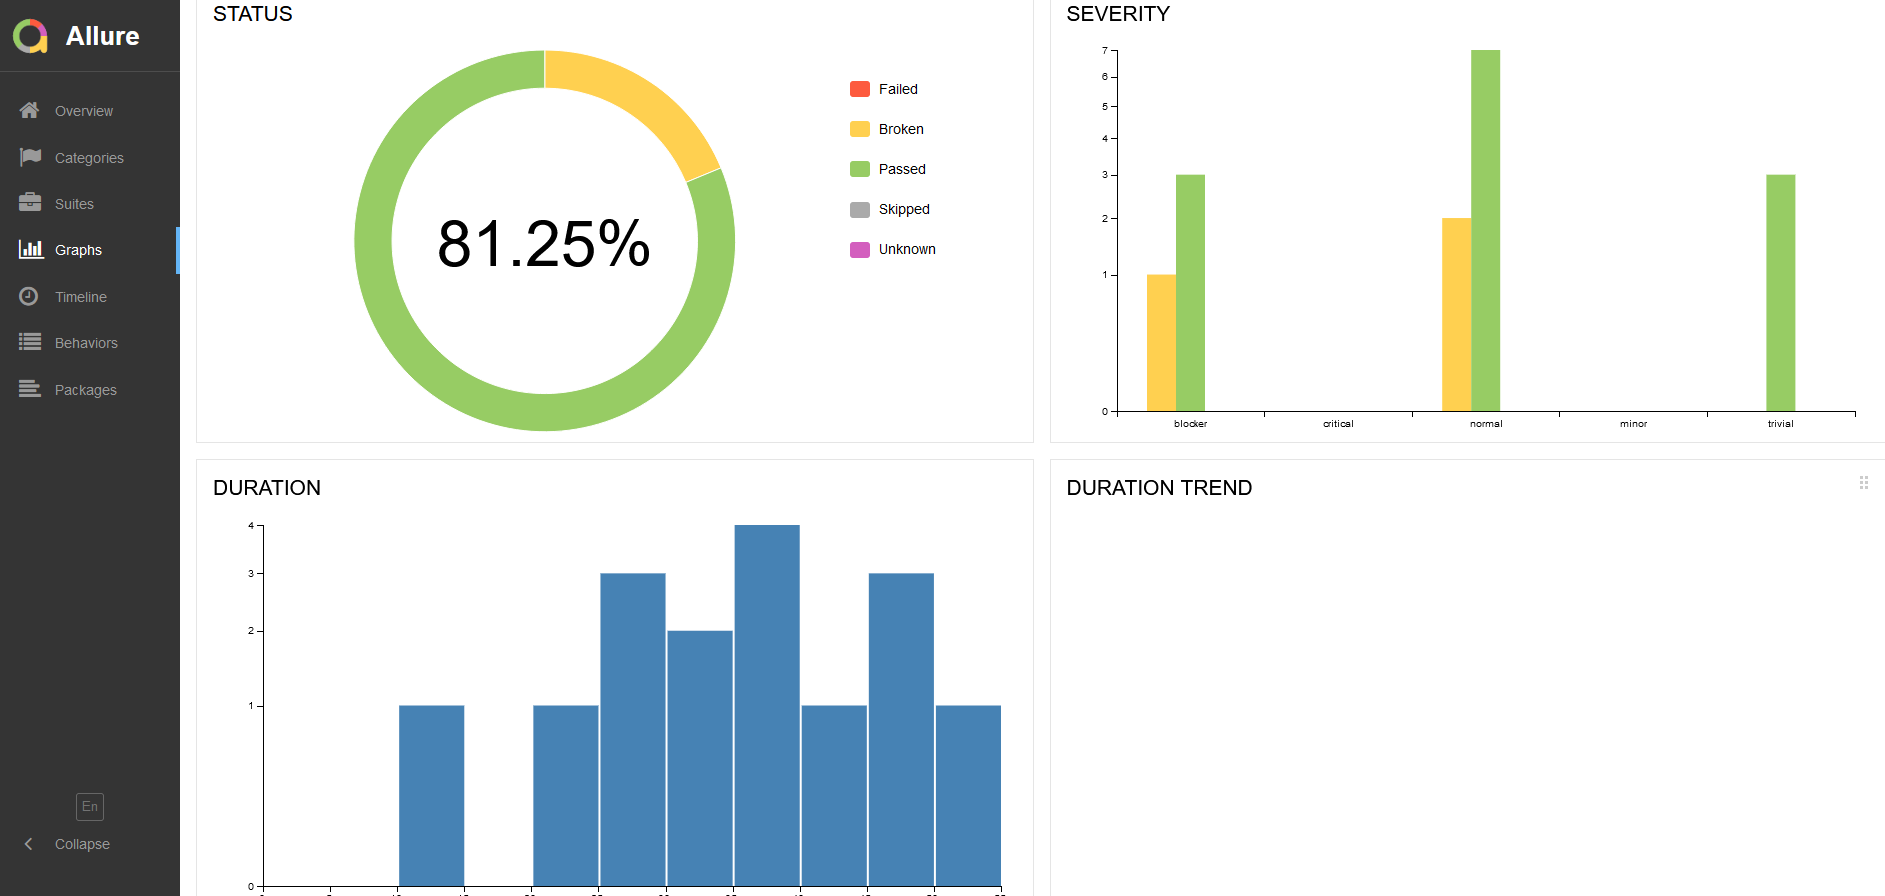 Allure
Overview
Categories
Suites
Graphs
Timeline
Behaviors
Packages
En
Collapse
STATUS
81.25%
Failed
Broken
Passed
Skipped
Unknown
SEVERITY
7
6
5
4
3
2
1
0
blocker critical normal minor trivial
DURATION
4
3
2
1
0
DURATION TREND